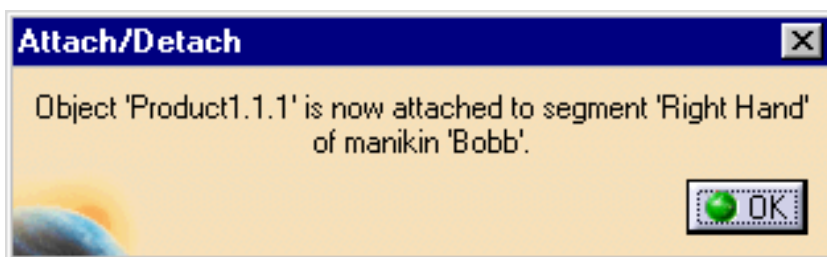 Attach/Detach
Object 'Product1.1.1' is now attached to segment 'Right Hand'
of manikin 'Bobb'.
OK